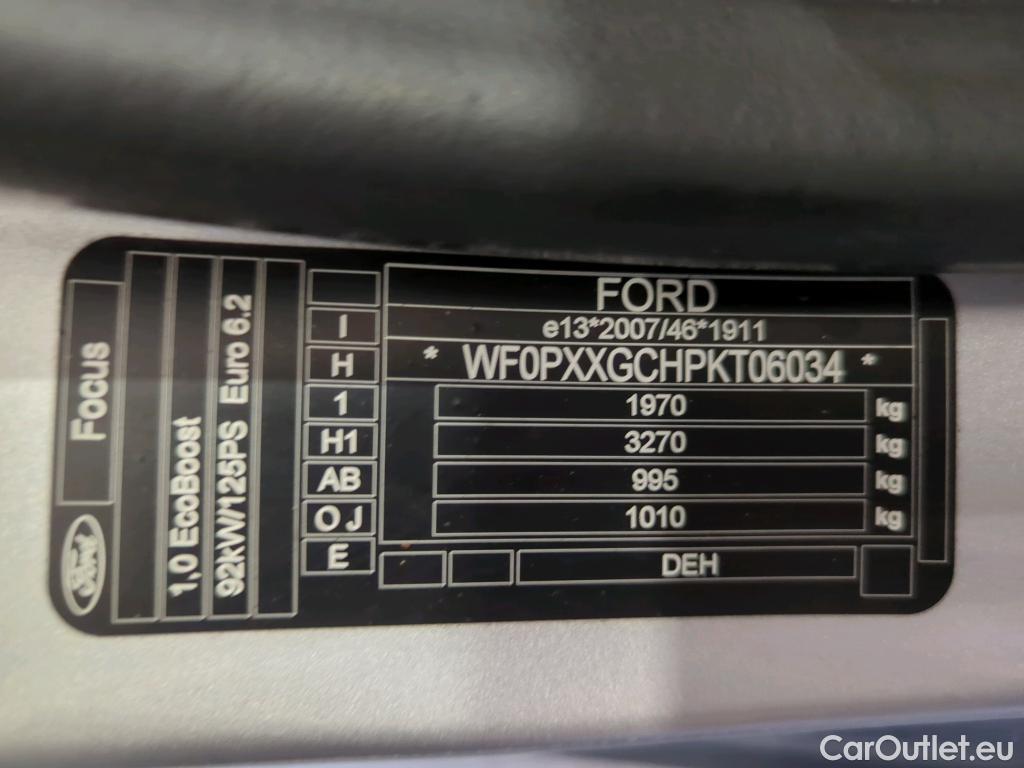 Ford
Focus
1,0 EcoBoost
92kW/125PS Euro 6.2
FORD
I e13*2007/46*1911
H * WF0PXXGCHPKT06034 *
1 1970 kg
H1 3270 kg
AB 995 kg
O J 1010 kg
E DEH
CarOutlet.eu